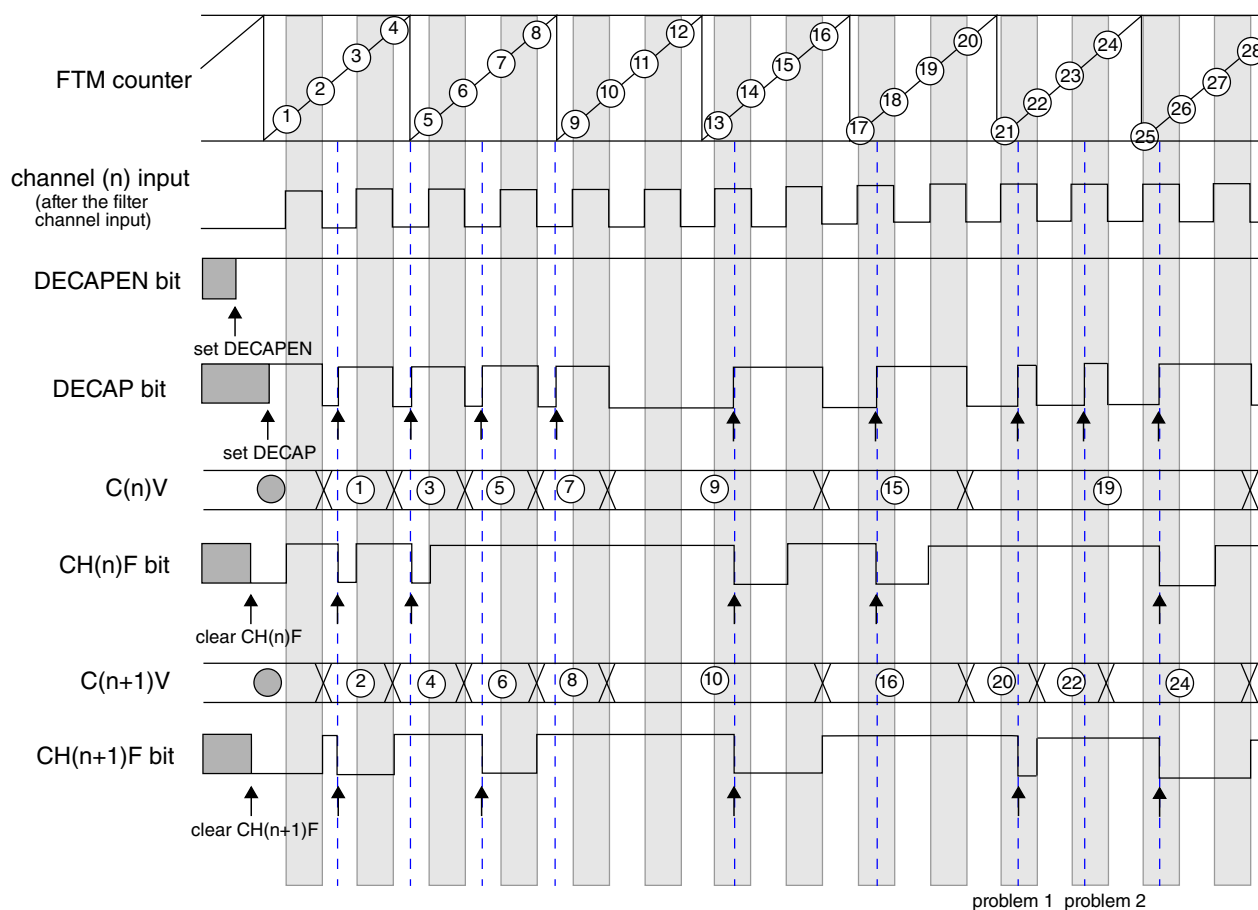 FTM counter
1 2 3 4 5 6 7 8 9 10 11 12 13 14 15 16 17 18 19 20 21 22 23 24 25 26 27 28
channel (n) input
(after the filter
channel input)
DECAPEN bit
set DECAPEN
DECAP bit
set DECAP
C(n)V
1 3 5 7 9 15 19
CH(n)F bit
clear CH(n)F
C(n+1)V
2 4 6 8 10 16 20 22 24
CH(n+1)F bit
clear CH(n+1)F
problem 1 problem 2